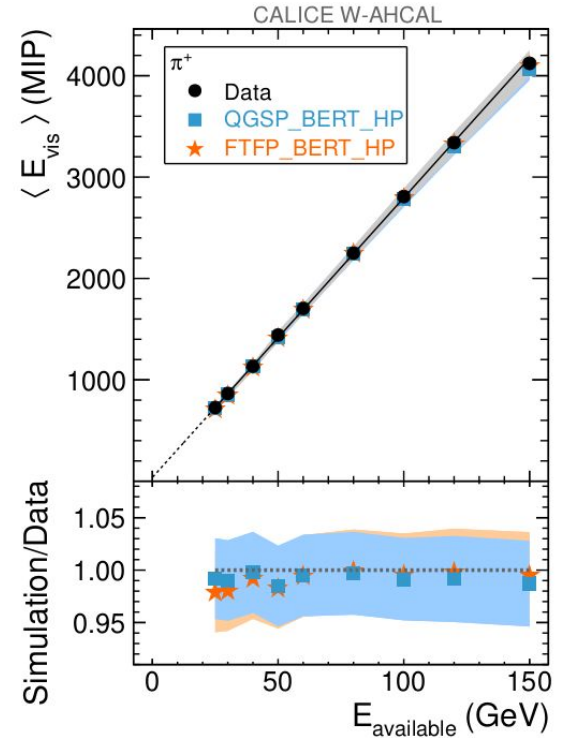 CALICE W-AHCAL
⟨ E_vis ⟩ (MIP)
4000
3000
2000
1000
π⁺
Data
QGSP_BERT_HP
FTFP_BERT_HP
Simulation/Data
1.05
1.00
0.95
0 50 100 150
E_available (GeV)